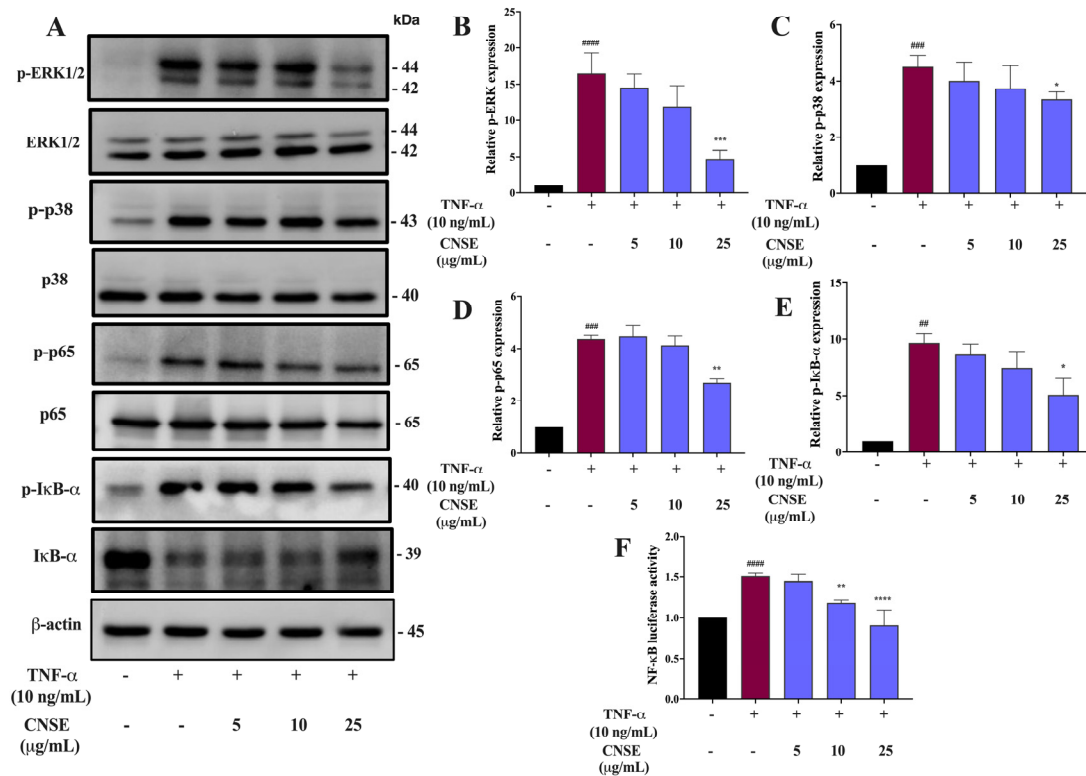 A
kDa
p-ERK1/2
- 44
- 42
ERK1/2
- 44
- 42
p-p38
- 43
p38
- 40
p-p65
- 65
p65
- 65
p-IκB-α
- 40
IκB-α
- 39
β-actin
- 45
TNF-α - + + + +
(10 ng/mL)
CNSE - - 5 10 25
(μg/mL)
B
Relative p-ERK expression
25
20
15
10
5
0
####
***
TNF-α - + + + +
(10 ng/mL)
CNSE - - 5 10 25
(μg/mL)
C
Relative p-p38 expression
6
4
2
0
###
*
TNF-α - + + + +
(10 ng/mL)
CNSE - - 5 10 25
(μg/mL)
D
Relative p-p65 expression
6
4
2
0
###
**
TNF-α - + + + +
(10 ng/mL)
CNSE - - 5 10 25
(μg/mL)
E
Relative p-IκB-α expression
15
10
5
0
##
*
TNF-α - + + + +
(10 ng/mL)
CNSE - - 5 10 25
(μg/mL)
F
NF-κB luciferase activity
2.0
1.5
1.0
0.5
0.0
####
**
****
TNF-α - + + + +
(10 ng/mL)
CNSE - - 5 10 25
(μg/mL)